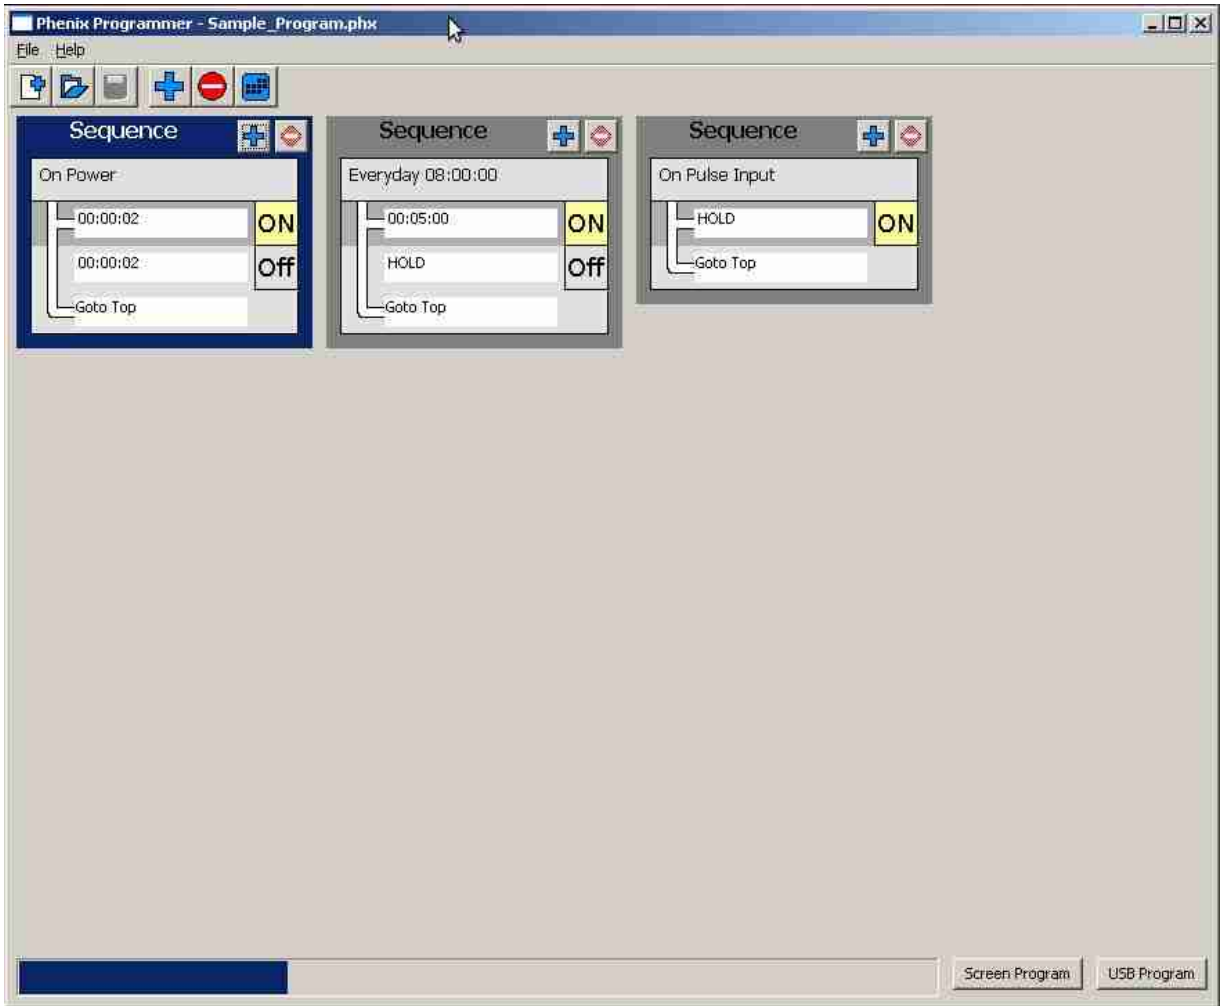 Phenix Programmer - Sample_Program.phx
File Help
Sequence
On Power
00:00:02 ON
00:00:02 Off
Goto Top
Sequence
Everyday 08:00:00
00:05:00 ON
HOLD Off
Goto Top
Sequence
On Pulse Input
HOLD ON
Goto Top
Screen Program
USB Program